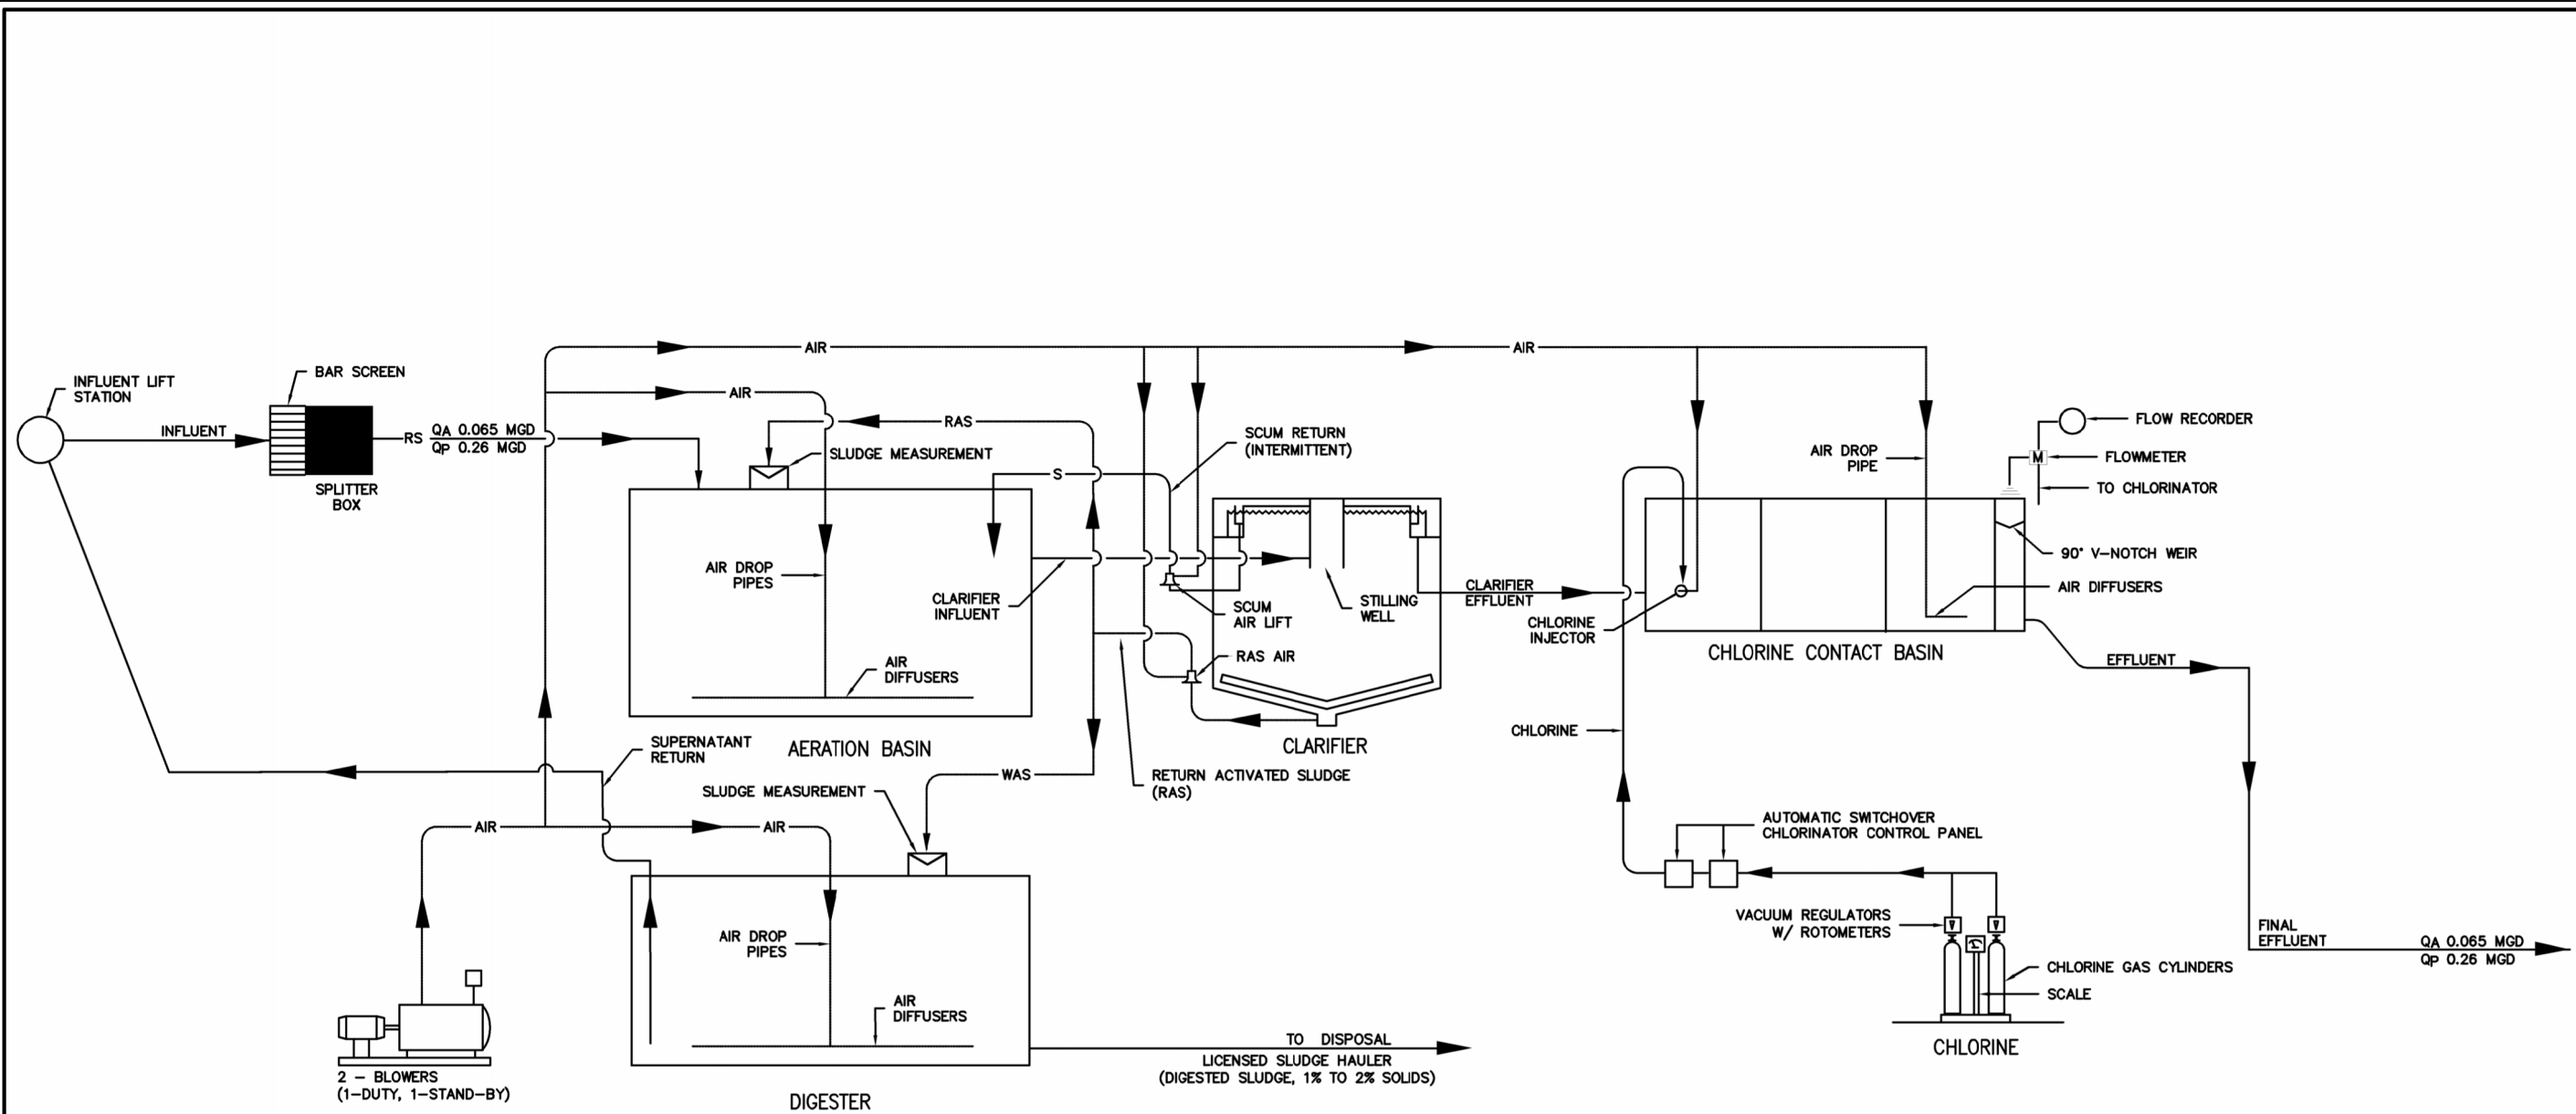 INFLUENT LIFT
STATION
BAR SCREEN
INFLUENT
SPLITTER
BOX
RS
QA 0.065 MGD
QP 0.26 MGD
AIR
AIR
AIR
RAS
SLUDGE MEASUREMENT
S
SCUM RETURN
(INTERMITTENT)
AIR DROP
PIPES
CLARIFIER
INFLUENT
AIR
DIFFUSERS
AERATION BASIN
SCUM
AIR LIFT
RAS AIR
STILLING
WELL
CLARIFIER
CLARIFIER
EFFLUENT
AIR DROP
PIPE
FLOW RECORDER
M
FLOWMETER
TO CHLORINATOR
90° V-NOTCH WEIR
AIR DIFFUSERS
CHLORINE
INJECTOR
CHLORINE CONTACT BASIN
EFFLUENT
SUPERNATANT
RETURN
WAS
RETURN ACTIVATED SLUDGE
(RAS)
SLUDGE MEASUREMENT
AIR
AIR
CHLORINE
AUTOMATIC SWITCHOVER
CHLORINATOR CONTROL PANEL
VACUUM REGULATORS
W/ ROTOMETERS
CHLORINE GAS CYLINDERS
SCALE
CHLORINE
FINAL
EFFLUENT
QA 0.065 MGD
QP 0.26 MGD
AIR DROP
PIPES
AIR
DIFFUSERS
2 - BLOWERS
(1-DUTY, 1-STAND-BY)
DIGESTER
TO DISPOSAL
LICENSED SLUDGE HAULER
(DIGESTED SLUDGE, 1% TO 2% SOLIDS)